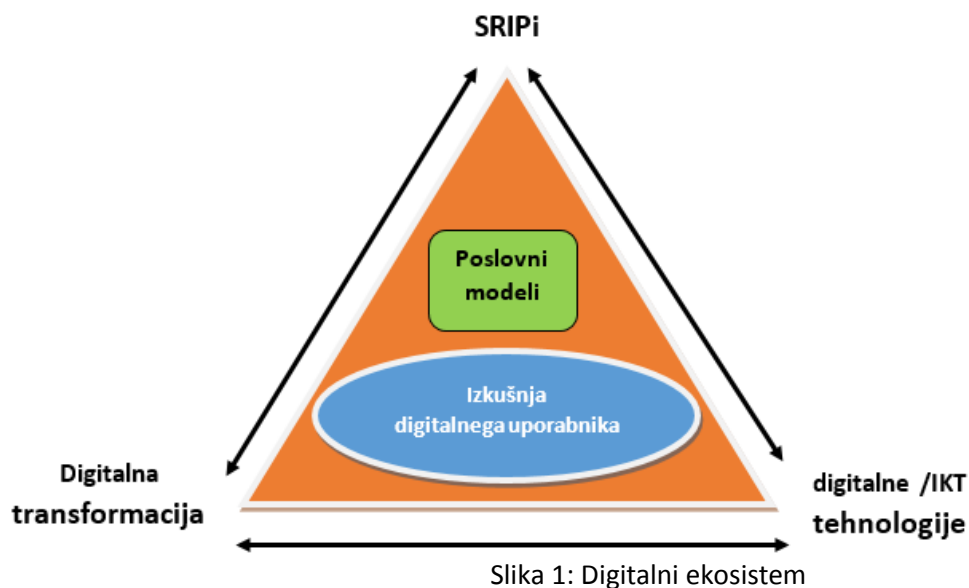 SRIPi
Poslovni
modeli
Izkušnja
digitalnega uporabnika
Digitalna
transformacija
digitalne /IKT
tehnologije
Slika 1: Digitalni ekosistem